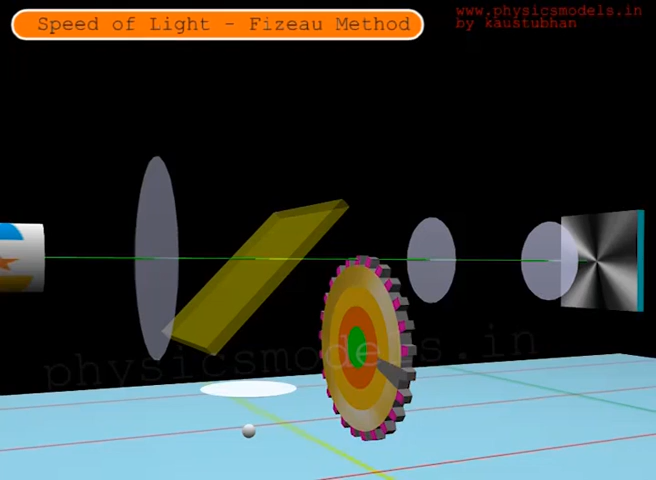 Speed of Light - Fizeau Method
www.physicsmodels.in
by kaustubhan
physicsmodels.in